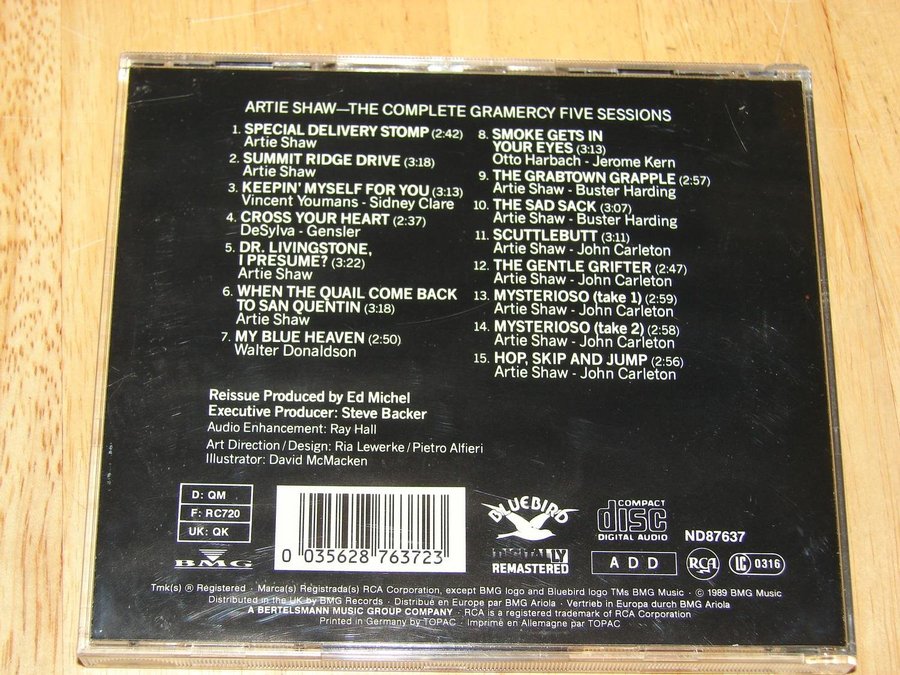 ARTIE SHAW—THE COMPLETE GRAMERCY FIVE SESSIONS
1. SPECIAL DELIVERY STOMP (2:42)
Artie Shaw
2. SUMMIT RIDGE DRIVE (3:18)
Artie Shaw
3. KEEPIN' MYSELF FOR YOU (3:13)
Vincent Youmans - Sidney Clare
4. CROSS YOUR HEART (2:37)
DeSylva - Gensler
5. DR. LIVINGSTONE,
I PRESUME? (3:22)
Artie Shaw
6. WHEN THE QUAIL COME BACK
TO SAN QUENTIN (3:18)
Artie Shaw
7. MY BLUE HEAVEN (2:50)
Walter Donaldson
8. SMOKE GETS IN
YOUR EYES (3:13)
Otto Harbach - Jerome Kern
9. THE GRABTOWN GRAPPLE (2:57)
Artie Shaw - Buster Harding
10. THE SAD SACK (3:07)
Artie Shaw - Buster Harding
11. SCUTTLEBUTT (3:11)
Artie Shaw - John Carleton
12. THE GENTLE GRIFTER (2:47)
Artie Shaw - John Carleton
13. MYSTERIOSO (take 1) (2:59)
Artie Shaw - John Carleton
14. MYSTERIOSO (take 2) (2:58)
Artie Shaw - John Carleton
15. HOP, SKIP AND JUMP (2:56)
Artie Shaw - John Carleton
Reissue Produced by Ed Michel
Executive Producer: Steve Backer
Audio Enhancement: Ray Hall
Art Direction/Design: Ria Lewerke/Pietro Alfieri
Illustrator: David McMacken
D: QM
F: RC720
UK: QK
BMG
0 035628 763723
BLUEBIRD
DIGITALLY
REMASTERED
COMPACT
disc
DIGITAL AUDIO
ADD
ND87637
RCA
LC 0316
Tmk(s) ® Registered · Marca(s) Registrada(s) RCA Corporation, except BMG logo and Bluebird logo TMs BMG Music · © 1989 BMG Music
Distributed in the UK by BMG Records · Distribué en Europe par BMG Ariola · Vertrieb in Europa durch BMG Ariola
A BERTELSMANN MUSIC GROUP COMPANY · RCA is a registered trademark of RCA Corporation
Printed in Germany by TOPAC · Imprimé en Allemagne par TOPAC